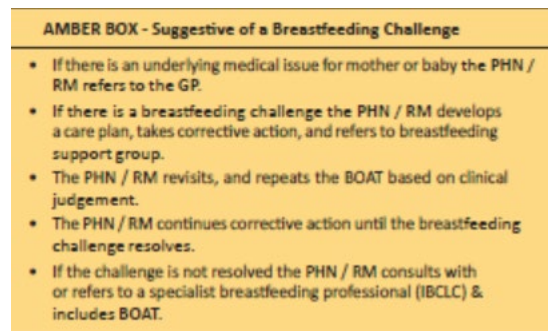 AMBER BOX - Suggestive of a Breastfeeding Challenge
• If there is an underlying medical issue for mother or baby the PHN /
RM refers to the GP.
• If there is a breastfeeding challenge the PHN / RM develops
a care plan, takes corrective action, and refers to breastfeeding
support group.
• The PHN / RM revisits, and repeats the BOAT based on clinical
judgement.
• The PHN / RM continues corrective action until the breastfeeding
challenge resolves.
• If the challenge is not resolved the PHN / RM consults with
or refers to a specialist breastfeeding professional (IBCLC) &
includes BOAT.